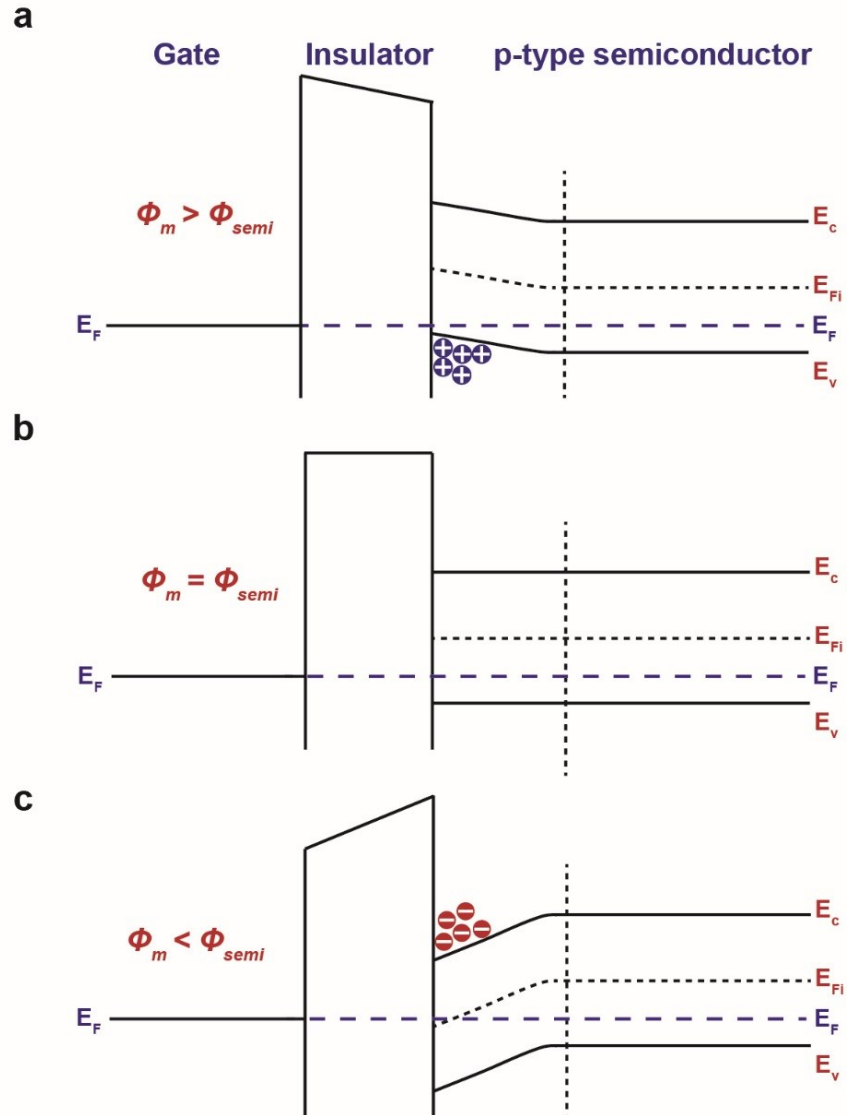 a
Gate Insulator p-type semiconductor
Φm > Φsemi
Ec
EFi
EF EF
Ev
b
Φm = Φsemi
Ec
EFi
EF EF
Ev
c
Φm < Φsemi
Ec
EFi
EF EF
Ev